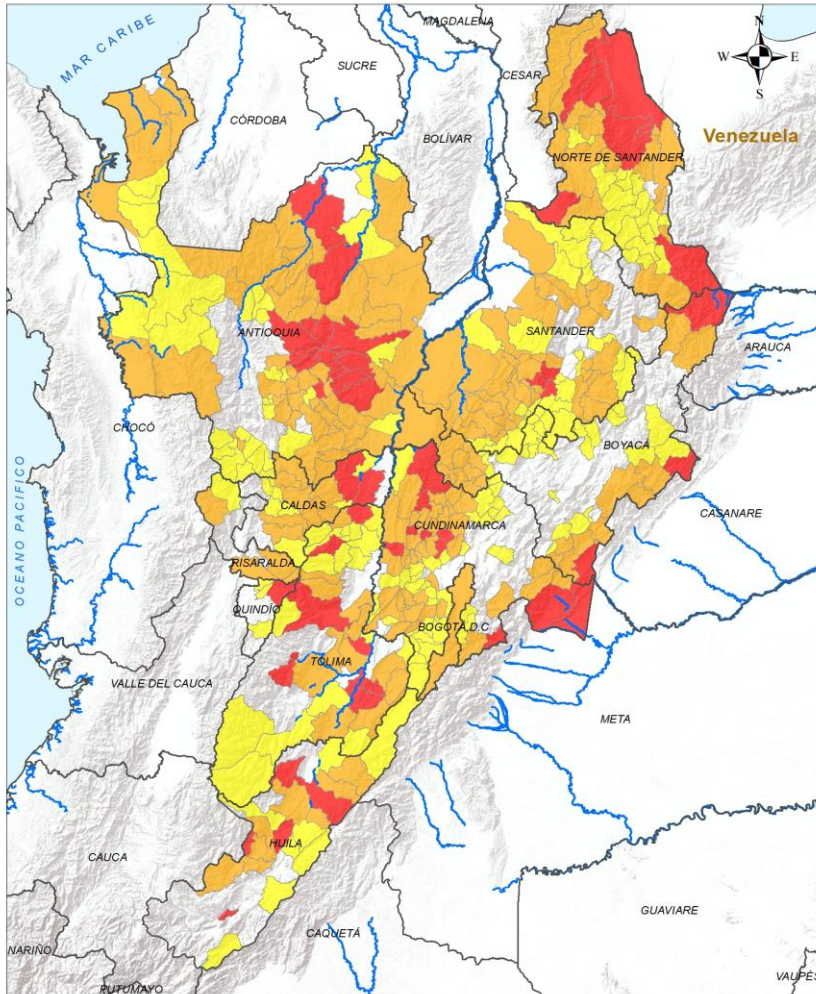 MAR CARIBE
MAGDALENA
N
W
E
S
SUCRE
CESAR
CÓRDOBA
BOLÍVAR
Venezuela
NORTE DE SANTANDER
ANTIOQUIA
SANTANDER
ARAUCA
CHOCÓ
BOYACA
OCEANO PACIFICO
CALDAS
CUNDINAMARCA
CASANARE
RISARALDA
QUINDÍO
BOGOTÁ D.C
TOLIMA
VALLE DEL CAUCA
META
HUILA
CAUCA
GUAVIARE
CAQUETÁ
NARIÑO
PUTUMAYO
VAUPÉS